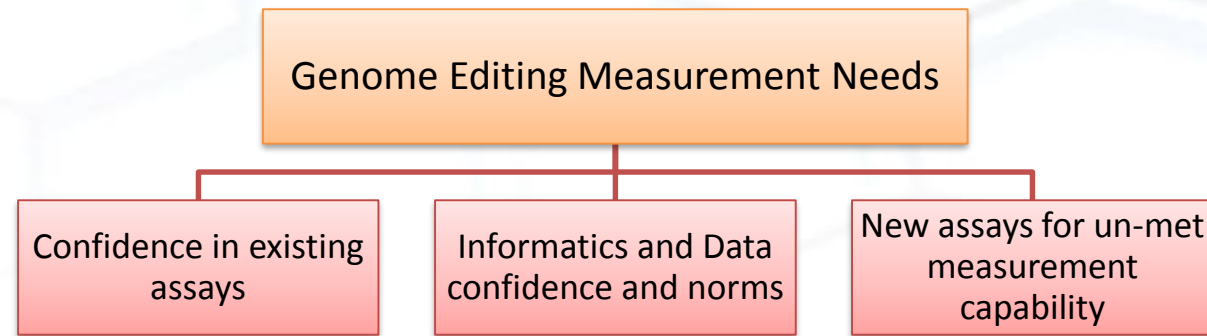 Genome Editing Measurement Needs
Confidence in existing
assays
Informatics and Data
confidence and norms
New assays for un-met
measurement
capability